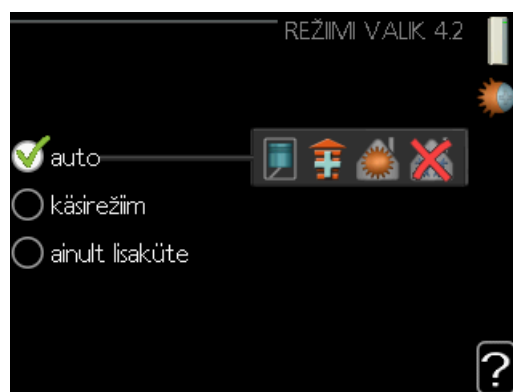 REŽIIMI VALIK 4.2
auto
käsirežiim
ainult lisaküte
?